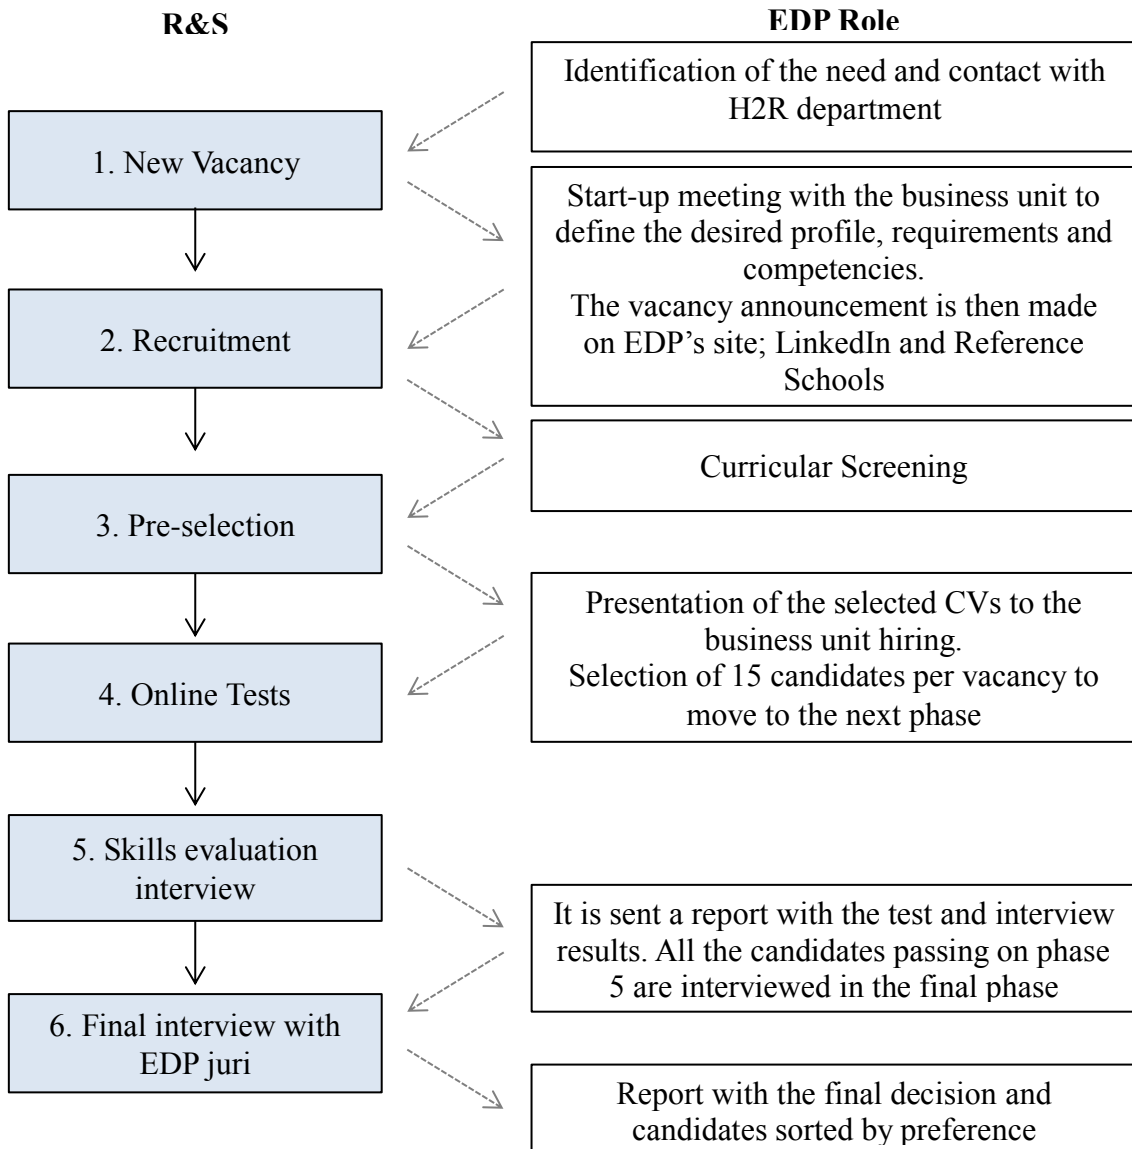 R&S
EDP Role
Identification of the need and contact with
H2R department
1. New Vacancy
Start-up meeting with the business unit to
define the desired profile, requirements and
competencies.
The vacancy announcement is then made
on EDP’s site; LinkedIn and Reference
Schools
2. Recruitment
Curricular Screening
3. Pre-selection
Presentation of the selected CVs to the
business unit hiring.
Selection of 15 candidates per vacancy to
move to the next phase
4. Online Tests
5. Skills evaluation
interview
It is sent a report with the test and interview
results. All the candidates passing on phase
5 are interviewed in the final phase
6. Final interview with
EDP juri
Report with the final decision and
candidates sorted by preference